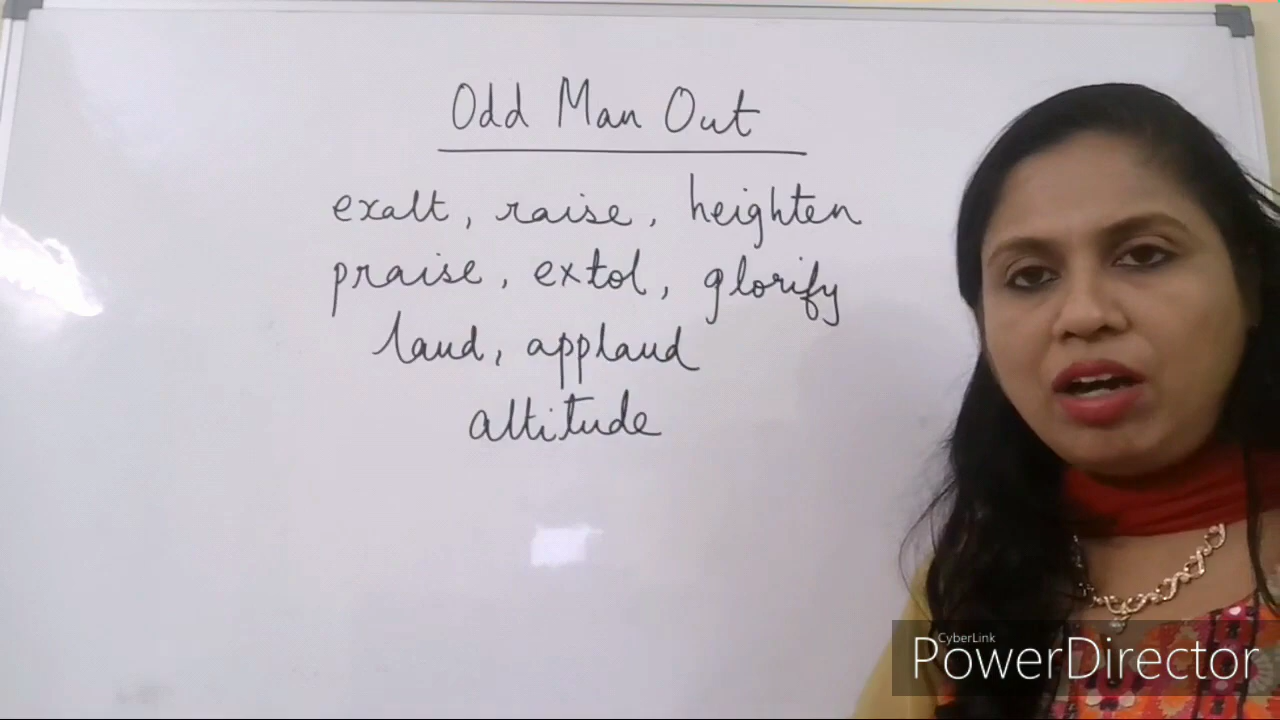 Odd Man Out
exalt, raise, heighten
praise, extol, glorify
laud, applaud
altitude
CyberLink
PowerDirector